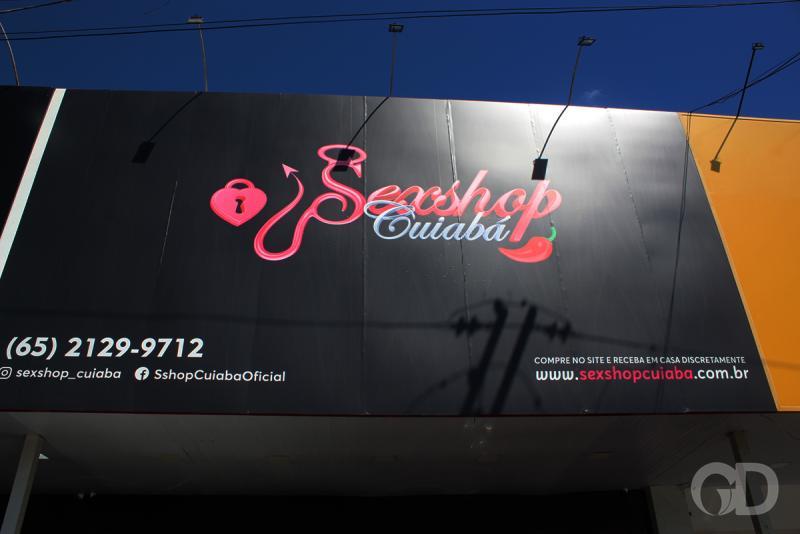 Sexshop
Cuiabá
(65) 2129-9712
sexshop_cuiaba SshopCuiabaOficial
COMPRE NO SITE E RECEBA EM CASA DISCRETAMENTE
www.sexshopcuiaba.com.br
GD